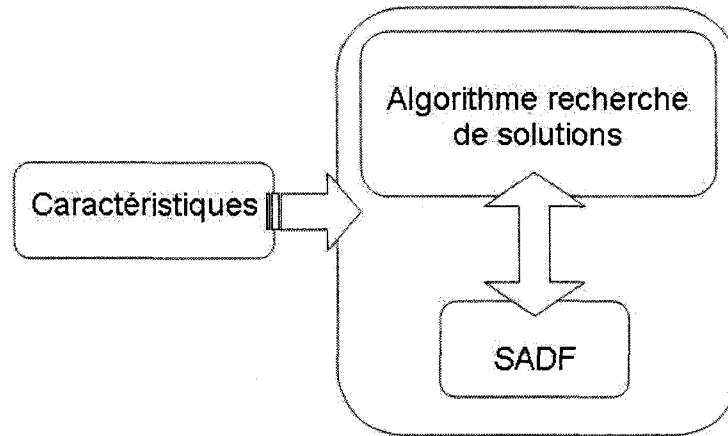 Algorithme recherche
de solutions
Caractéristiques
SADF